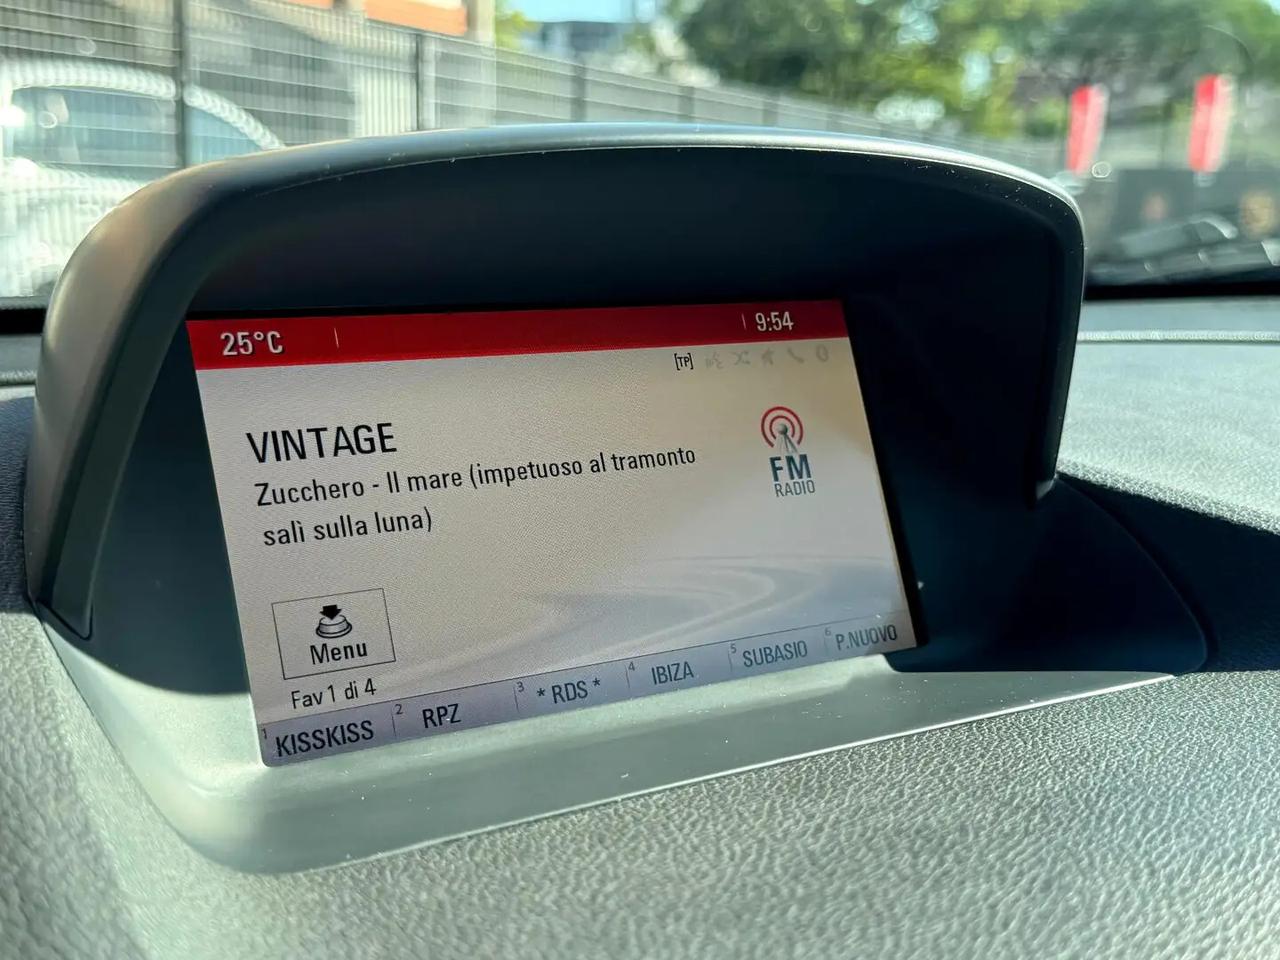 25°C
9:54
[TP]
VINTAGE
Zucchero - Il mare (impetuoso al tramonto
salì sulla luna)
FM
RADIO
Menu
Fav 1 di 4
1 KISSKISS
2 RPZ
3 * RDS *
4 IBIZA
5 SUBASIO
6 P.NUOVO